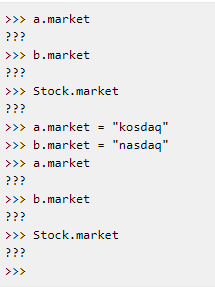 >>> a.market
???
>>> b.market
???
>>> Stock.market
???
>>> a.market = "kosdaq"
>>> b.market = "nasdaq"
>>> a.market
???
>>> b.market
???
>>> Stock.market
???
>>>